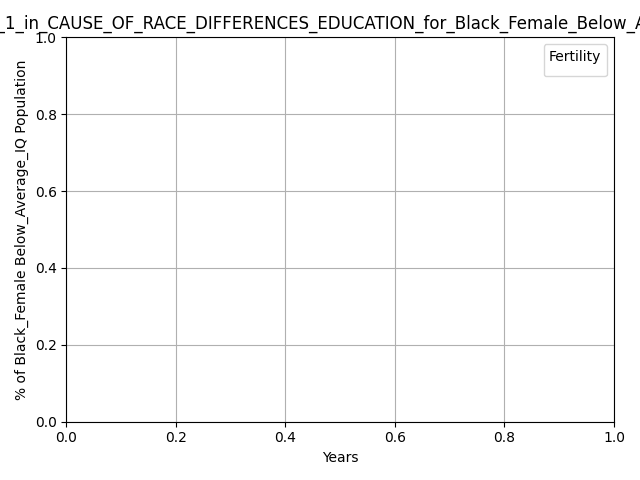 _1_in_CAUSE_OF_RACE_DIFFERENCES_EDUCATION_for_Black_Female_Below_A
Fertility
% of Black_Female Below_Average_IQ Population
1.0
0.8
0.6
0.4
0.2
0.0
0.0 0.2 0.4 0.6 0.8 1.0
Years